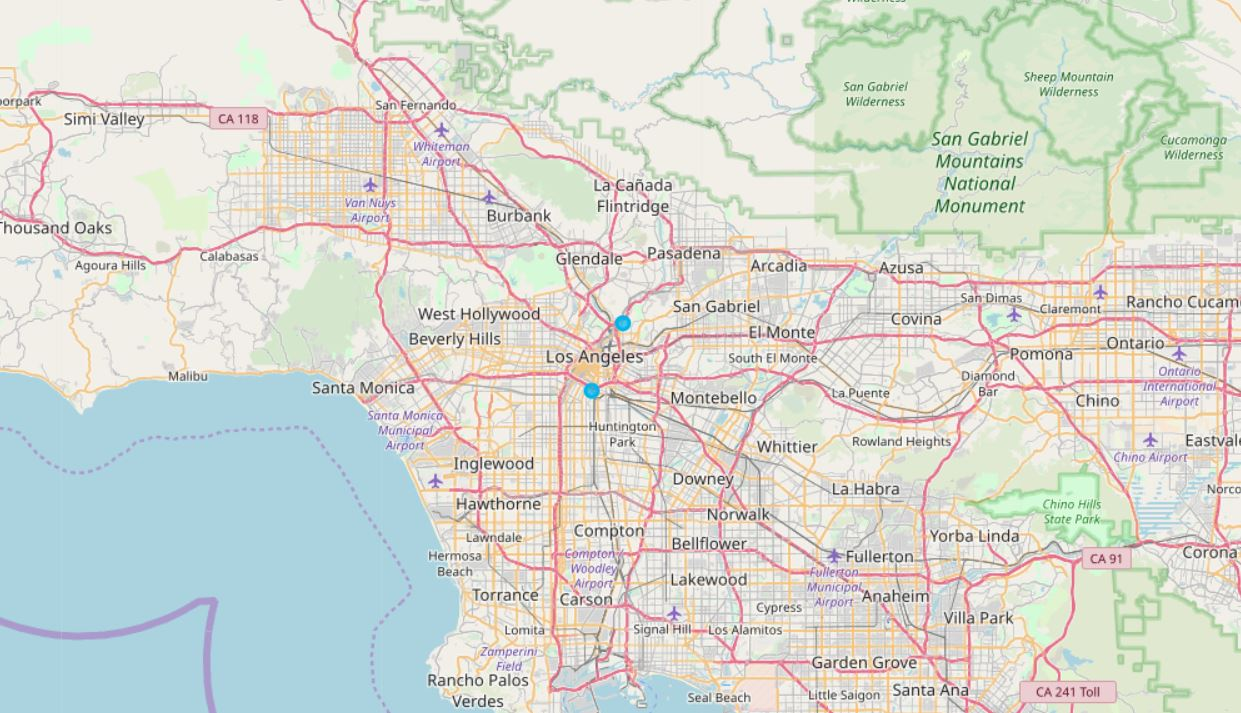 Wilderness
San Gabriel
Wilderness
Sheep Mountain
Wilderness
oorpark
Simi Valley
CA 118
San Fernando
Whiteman
Airport
San Gabriel
Mountains
National
Monument
Cucamonga
Wilderness
Van Nuys
Airport
Burbank
La Cañada
Flintridge
Thousand Oaks
Agoura Hills
Calabasas
Glendale
Pasadena
Arcadia
Azusa
San Dimas
Claremont
Rancho Cucam
West Hollywood
Beverly Hills
San Gabriel
El Monte
Covina
Los Angeles
South El Monte
Pomona
Ontario
Malibu
Santa Monica
Santa Monica
Municipal
Airport
Montebello
La Puente
Diamond
Bar
Chino
Ontario
International
Airport
Huntington
Park
Whittier
Rowland Heights
Chino Airport
Eastvale
Inglewood
Hawthorne
Downey
La Habra
Norco
Chino Hills
State Park
Lawndale
Hermosa
Beach
Compton
Norwalk
Bellflower
Yorba Linda
Fullerton
CA 91
Corona
Compton
Woodley
Airport
Lakewood
Fullerton
Municipal
Airport
Anaheim
Torrance
Carson
Cypress
Villa Park
Lomita
Signal Hill
Los Alamitos
Zamperini
Field
Garden Grove
Rancho Palos
Verdes
Seal Beach
Little Saigon
Santa Ana
CA 241 Toll